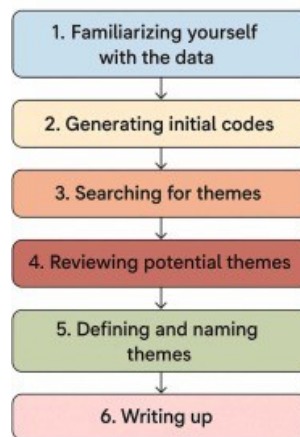 1. Familiarizing yourself
with the data
2. Generating initial codes
3. Searching for themes
4. Reviewing potential themes
5. Defining and naming
themes
6. Writing up